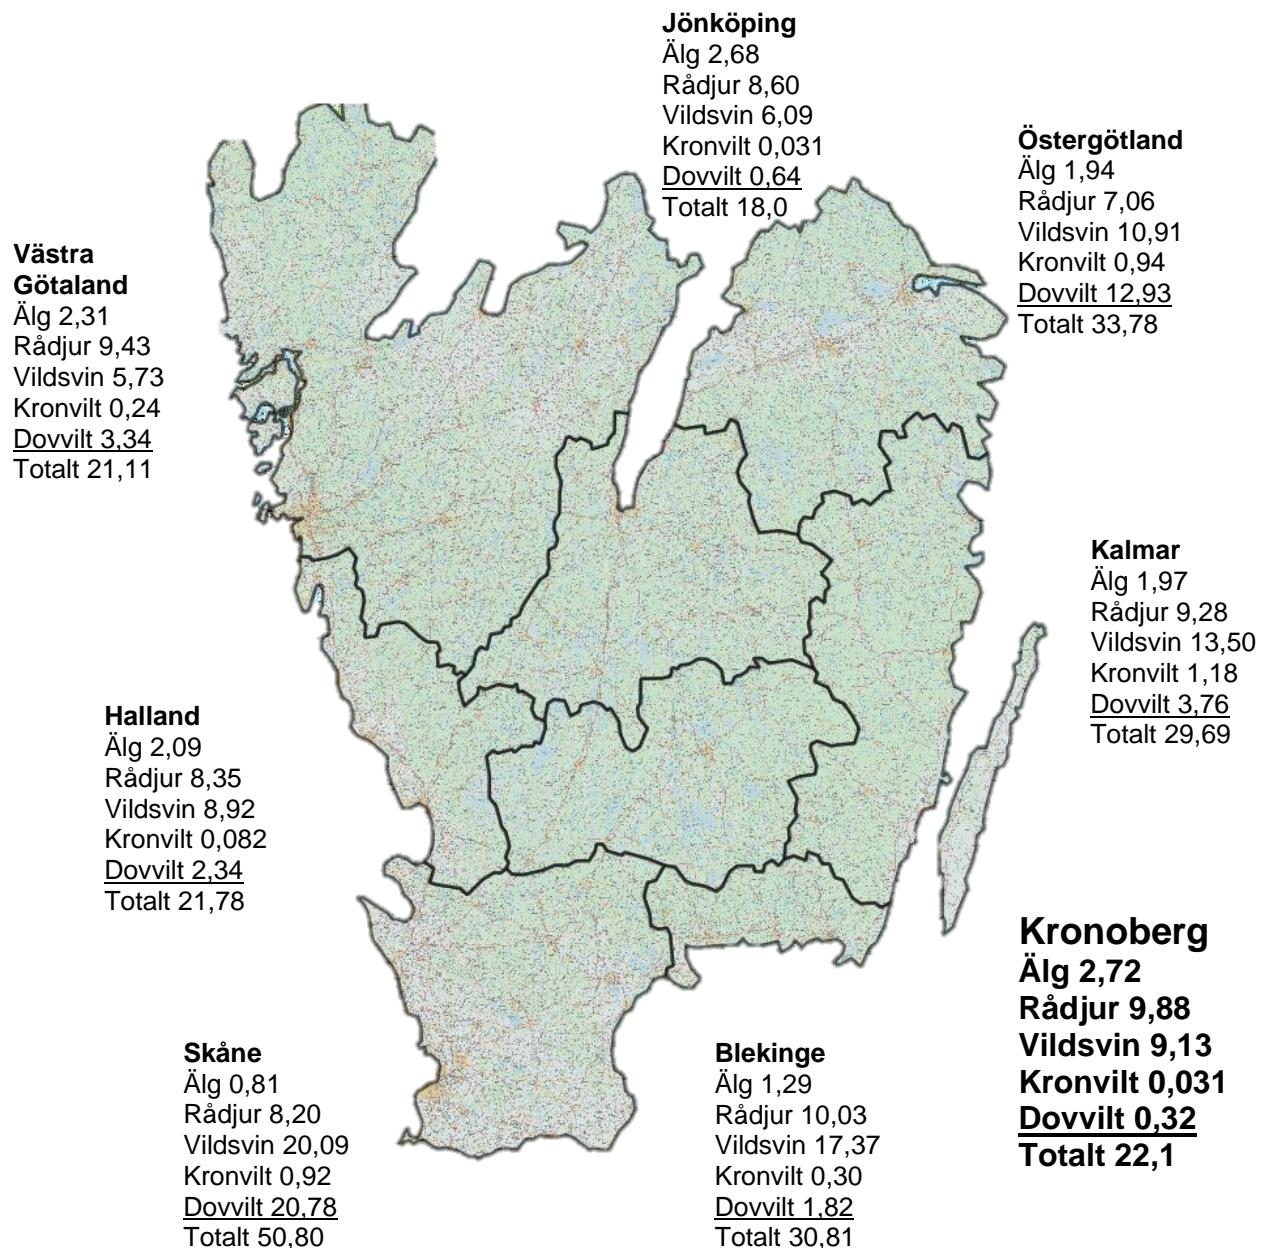 Jönköping
Älg 2,68
Rådjur 8,60
Vildsvin 6,09
Kronvilt 0,031
Dovvilt 0,64
Totalt 18,0
Östergötland
Älg 1,94
Rådjur 7,06
Vildsvin 10,91
Kronvilt 0,94
Dovvilt 12,93
Totalt 33,78
Västra
Götaland
Älg 2,31
Rådjur 9,43
Vildsvin 5,73
Kronvilt 0,24
Dovvilt 3,34
Totalt 21,11
Kalmar
Älg 1,97
Rådjur 9,28
Vildsvin 13,50
Kronvilt 1,18
Dovvilt 3,76
Totalt 29,69
Halland
Älg 2,09
Rådjur 8,35
Vildsvin 8,92
Kronvilt 0,082
Dovvilt 2,34
Totalt 21,78
Kronoberg
Älg 2,72
Rådjur 9,88
Vildsvin 9,13
Kronvilt 0,031
Dovvilt 0,32
Totalt 22,1
Skåne
Älg 0,81
Rådjur 8,20
Vildsvin 20,09
Kronvilt 0,92
Dovvilt 20,78
Totalt 50,80
Blekinge
Älg 1,29
Rådjur 10,03
Vildsvin 17,37
Kronvilt 0,30
Dovvilt 1,82
Totalt 30,81